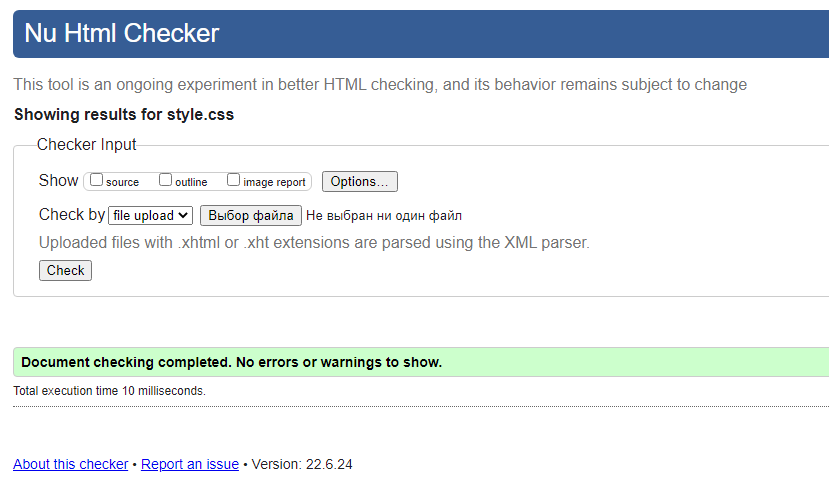 Nu Html Checker
This tool is an ongoing experiment in better HTML checking, and its behavior remains subject to change
Showing results for style.css
Checker Input
Show source outline image report Options...
Check by file upload Выбор файла Не выбран ни один файл
Uploaded files with .xhtml or .xht extensions are parsed using the XML parser.
Check
Document checking completed. No errors or warnings to show.
Total execution time 10 milliseconds.
About this checker • Report an issue • Version: 22.6.24